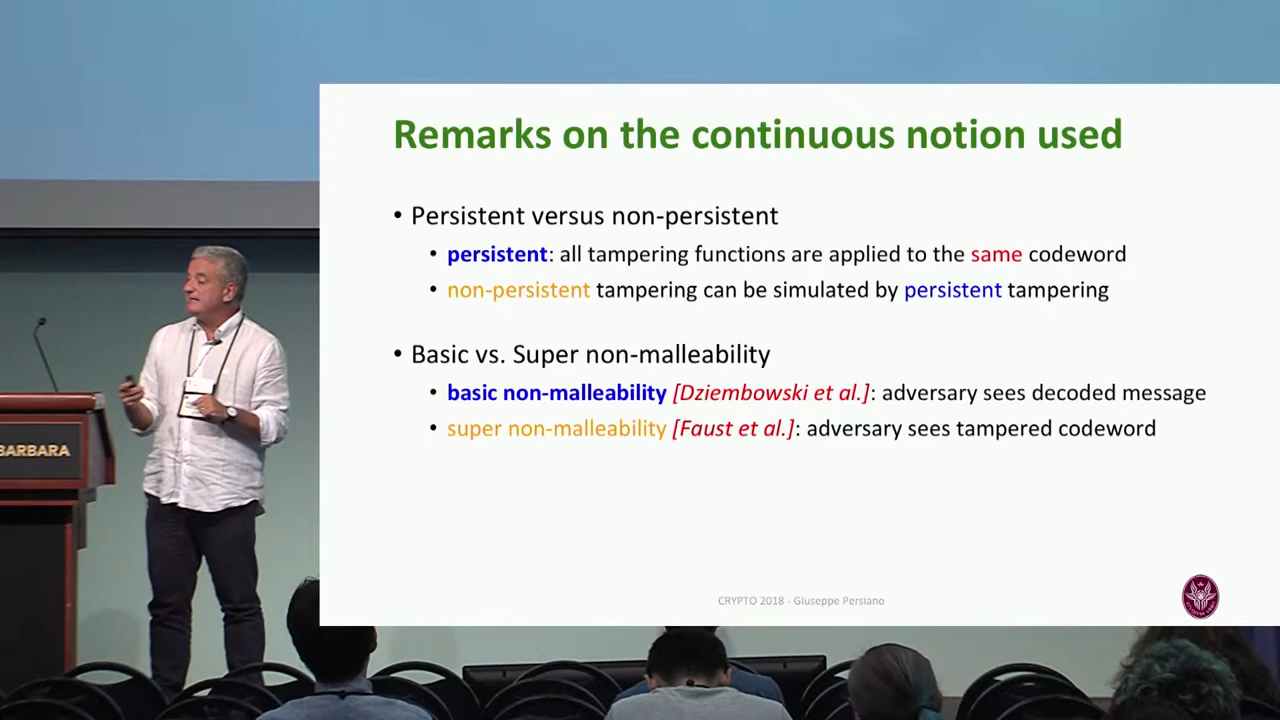 Remarks on the continuous notion used
• Persistent versus non-persistent
• persistent: all tampering functions are applied to the same codeword
• non-persistent tampering can be simulated by persistent tampering
• Basic vs. Super non-malleability
• basic non-malleability [Dziembowski et al.]: adversary sees decoded message
• super non-malleability [Faust et al.]: adversary sees tampered codeword
BARBARA
CRYPTO 2018 - Giuseppe Persiano